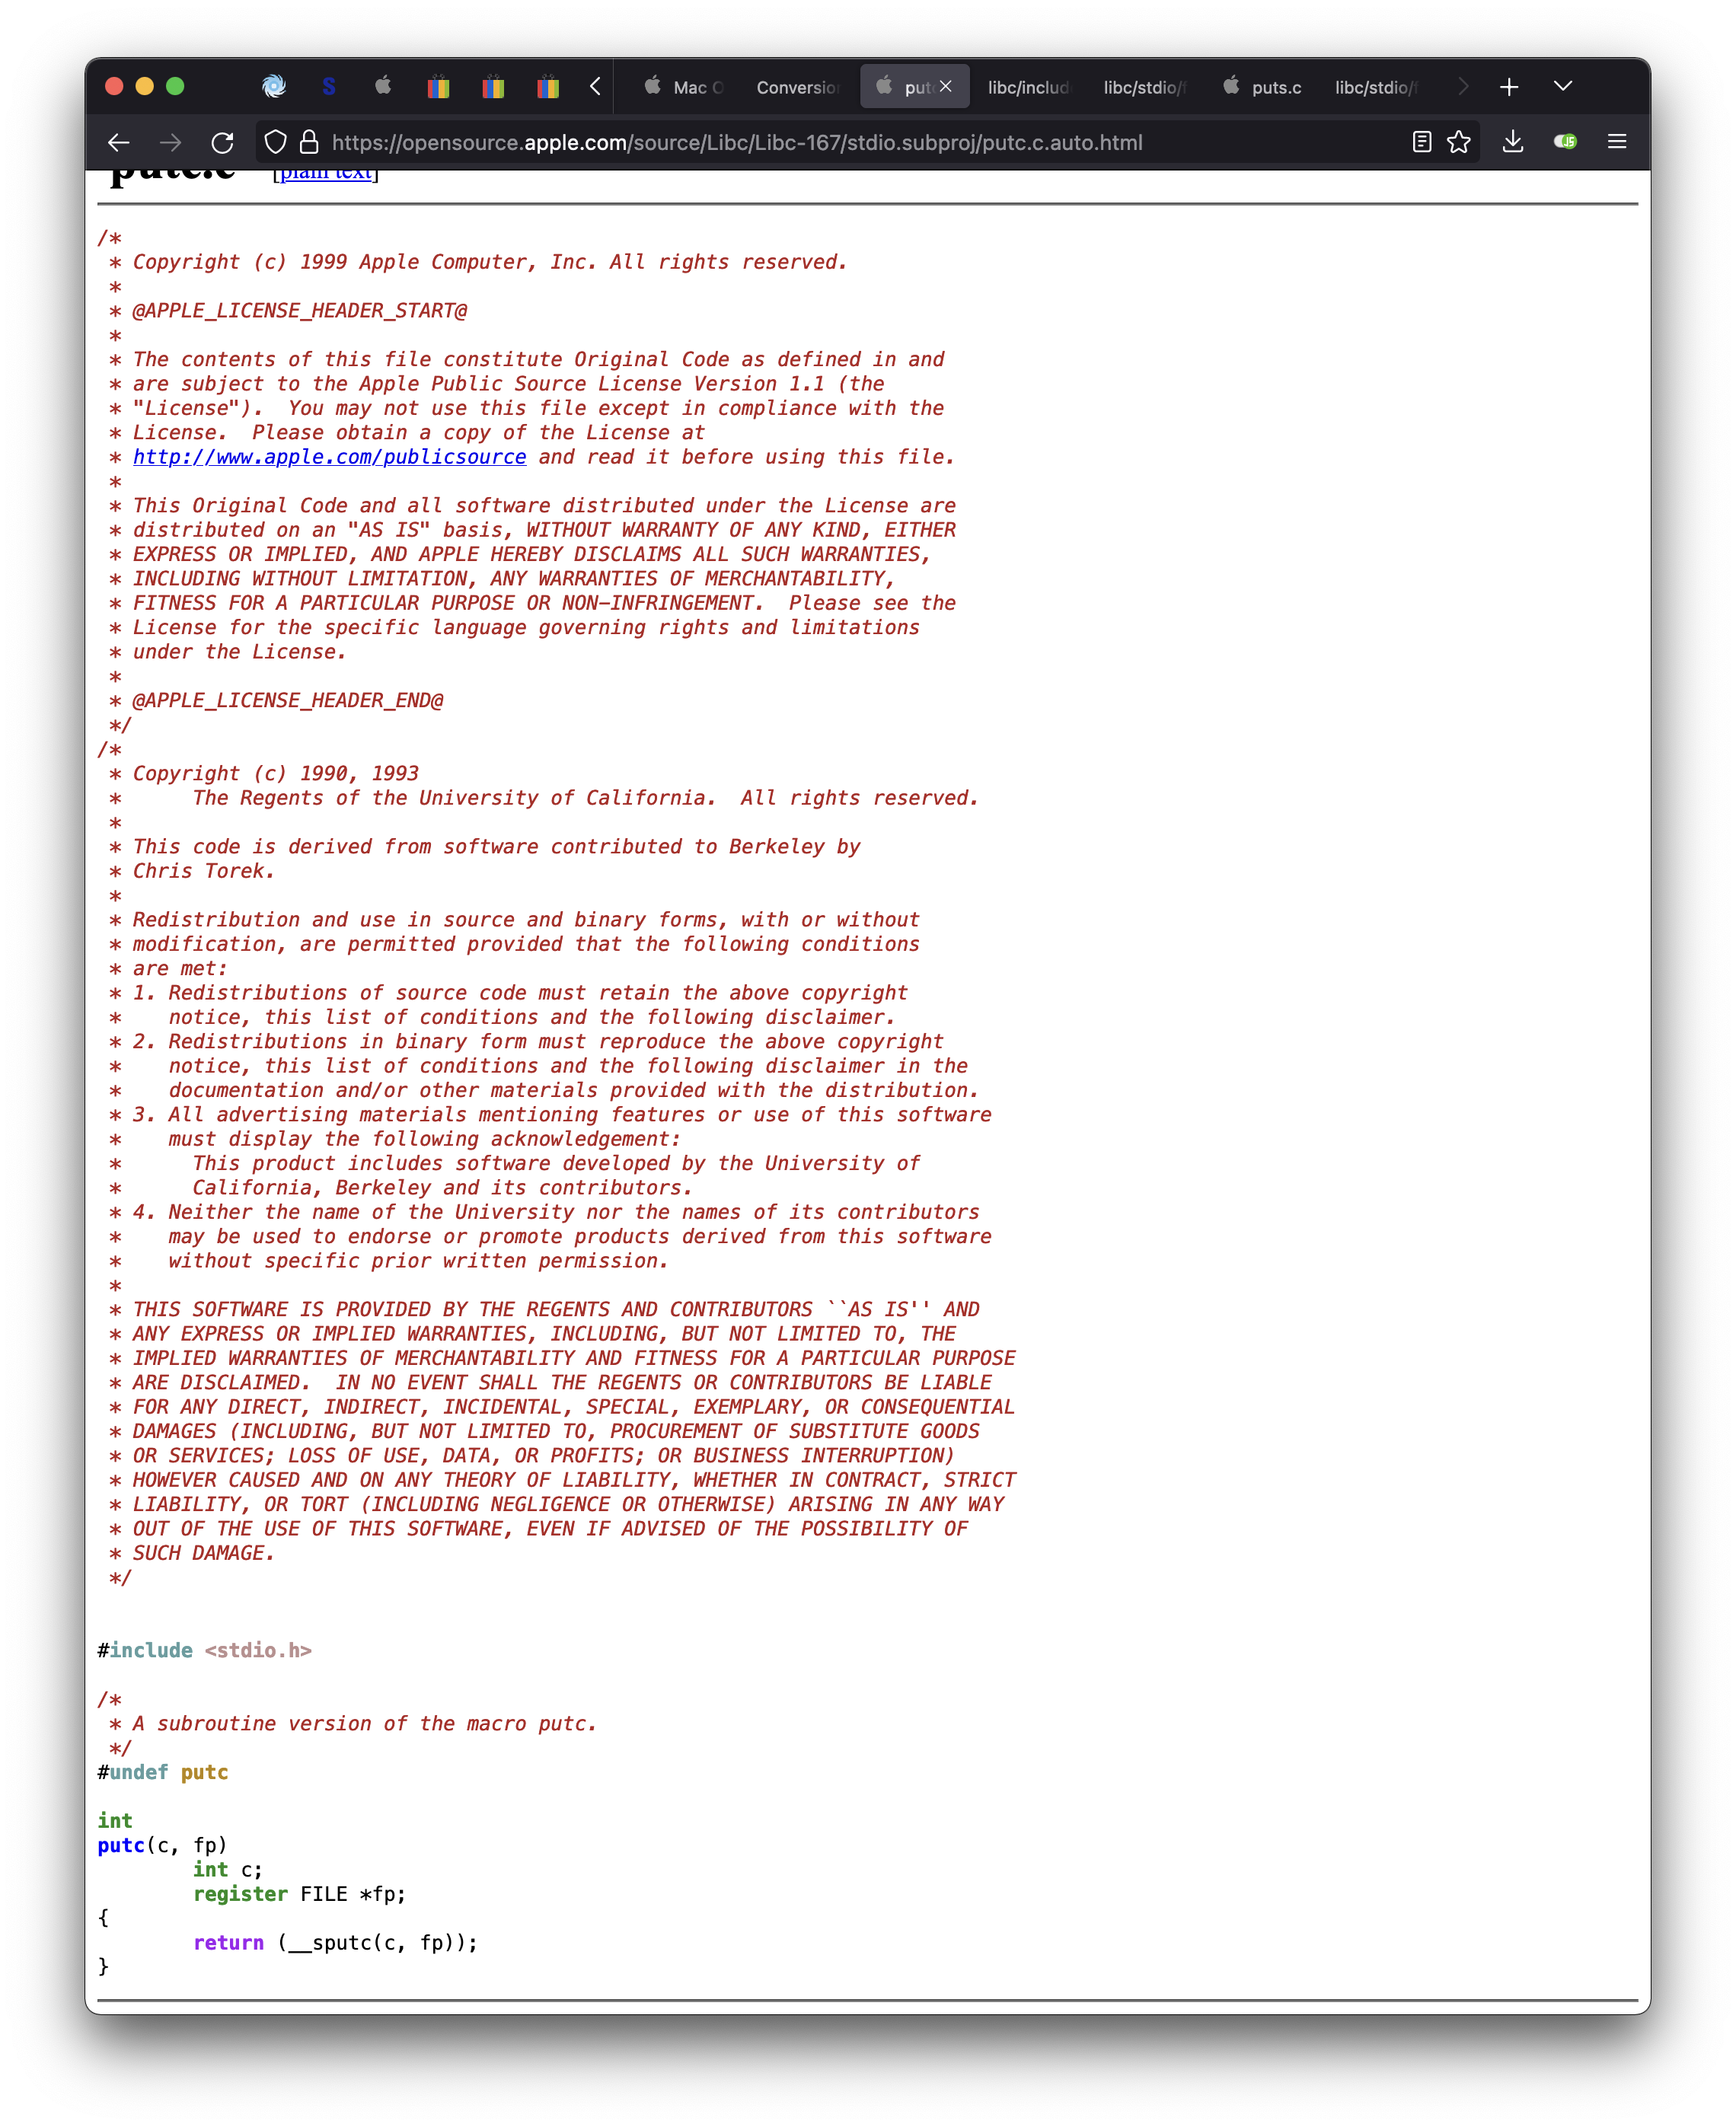 S
Mac O
Conversion
putc
libc/includ
libc/stdio/f
puts.c
libc/stdio/f
https://opensource.apple.com/source/Libc/Libc-167/stdio.subproj/putc.c.auto.html
JS
putc.c [plain text]
/*
 * Copyright (c) 1999 Apple Computer, Inc. All rights reserved.
 *
 * @APPLE_LICENSE_HEADER_START@
 *
 * The contents of this file constitute Original Code as defined in and
 * are subject to the Apple Public Source License Version 1.1 (the
 * "License").  You may not use this file except in compliance with the
 * License.  Please obtain a copy of the License at
 * http://www.apple.com/publicsource and read it before using this file.
 *
 * This Original Code and all software distributed under the License are
 * distributed on an "AS IS" basis, WITHOUT WARRANTY OF ANY KIND, EITHER
 * EXPRESS OR IMPLIED, AND APPLE HEREBY DISCLAIMS ALL SUCH WARRANTIES,
 * INCLUDING WITHOUT LIMITATION, ANY WARRANTIES OF MERCHANTABILITY,
 * FITNESS FOR A PARTICULAR PURPOSE OR NON-INFRINGEMENT.  Please see the
 * License for the specific language governing rights and limitations
 * under the License.
 *
 * @APPLE_LICENSE_HEADER_END@
 */
/*
 * Copyright (c) 1990, 1993
 *      The Regents of the University of California.  All rights reserved.
 *
 * This code is derived from software contributed to Berkeley by
 * Chris Torek.
 *
 * Redistribution and use in source and binary forms, with or without
 * modification, are permitted provided that the following conditions
 * are met:
 * 1. Redistributions of source code must retain the above copyright
 *    notice, this list of conditions and the following disclaimer.
 * 2. Redistributions in binary form must reproduce the above copyright
 *    notice, this list of conditions and the following disclaimer in the
 *    documentation and/or other materials provided with the distribution.
 * 3. All advertising materials mentioning features or use of this software
 *    must display the following acknowledgement:
 *      This product includes software developed by the University of
 *      California, Berkeley and its contributors.
 * 4. Neither the name of the University nor the names of its contributors
 *    may be used to endorse or promote products derived from this software
 *    without specific prior written permission.
 *
 * THIS SOFTWARE IS PROVIDED BY THE REGENTS AND CONTRIBUTORS ``AS IS'' AND
 * ANY EXPRESS OR IMPLIED WARRANTIES, INCLUDING, BUT NOT LIMITED TO, THE
 * IMPLIED WARRANTIES OF MERCHANTABILITY AND FITNESS FOR A PARTICULAR PURPOSE
 * ARE DISCLAIMED.  IN NO EVENT SHALL THE REGENTS OR CONTRIBUTORS BE LIABLE
 * FOR ANY DIRECT, INDIRECT, INCIDENTAL, SPECIAL, EXEMPLARY, OR CONSEQUENTIAL
 * DAMAGES (INCLUDING, BUT NOT LIMITED TO, PROCUREMENT OF SUBSTITUTE GOODS
 * OR SERVICES; LOSS OF USE, DATA, OR PROFITS; OR BUSINESS INTERRUPTION)
 * HOWEVER CAUSED AND ON ANY THEORY OF LIABILITY, WHETHER IN CONTRACT, STRICT
 * LIABILITY, OR TORT (INCLUDING NEGLIGENCE OR OTHERWISE) ARISING IN ANY WAY
 * OUT OF THE USE OF THIS SOFTWARE, EVEN IF ADVISED OF THE POSSIBILITY OF
 * SUCH DAMAGE.
 */
#include <stdio.h>
/*
 * A subroutine version of the macro putc.
 */
#undef putc
int
putc(c, fp)
        int c;
        register FILE *fp;
{
        return (__sputc(c, fp));
}